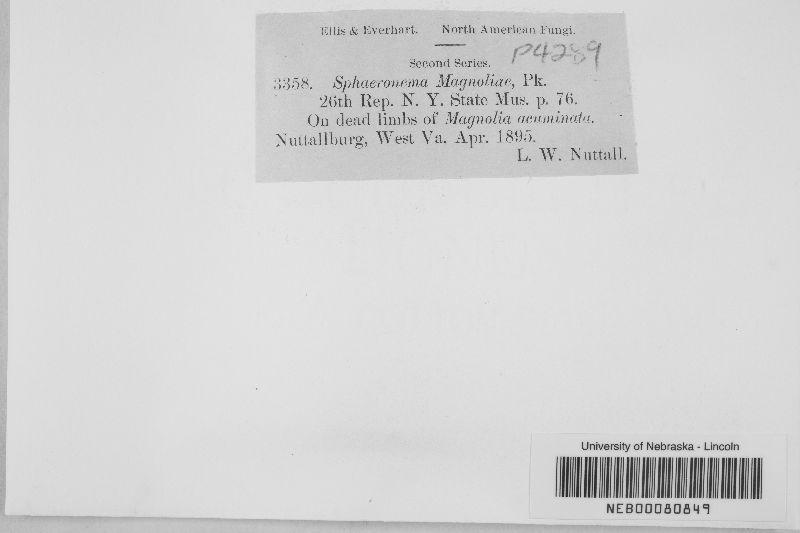 Ellis & Everhart. North American Fungi.
P4289
Second Series.
3358. Sphaeronema Magnoliae, Pk.
26th Rep. N. Y. State Mus. p. 76.
On dead limbs of Magnolia acuminata.
Nuttallburg, West Va. Apr. 1895.
L. W. Nuttall.
University of Nebraska - Lincoln
NEB00080849